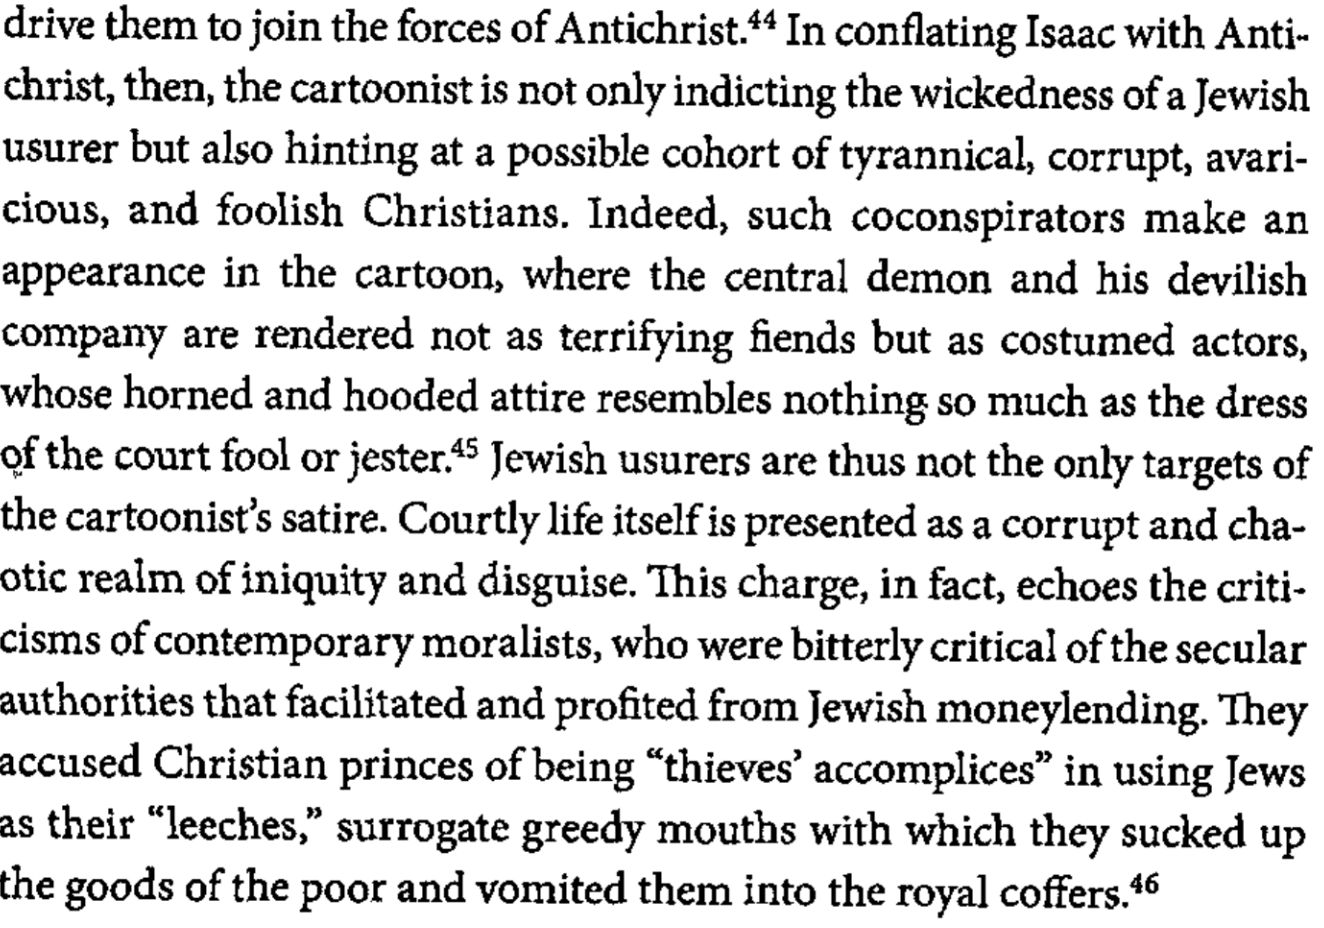 drive them to join the forces of Antichrist.44 In conflating Isaac with Anti-
christ, then, the cartoonist is not only indicting the wickedness of a Jewish
usurer but also hinting at a possible cohort of tyrannical, corrupt, avari-
cious, and foolish Christians. Indeed, such coconspirators make an
appearance in the cartoon, where the central demon and his devilish
company are rendered not as terrifying fiends but as costumed actors,
whose horned and hooded attire resembles nothing so much as the dress
of the court fool or jester.45 Jewish usurers are thus not the only targets of
the cartoonist's satire. Courtly life itself is presented as a corrupt and cha-
otic realm of iniquity and disguise. This charge, in fact, echoes the criti-
cisms of contemporary moralists, who were bitterly critical of the secular
authorities that facilitated and profited from Jewish moneylending. They
accused Christian princes of being “thieves’ accomplices” in using Jews
as their “leeches,” surrogate greedy mouths with which they sucked up
the goods of the poor and vomited them into the royal coffers.46